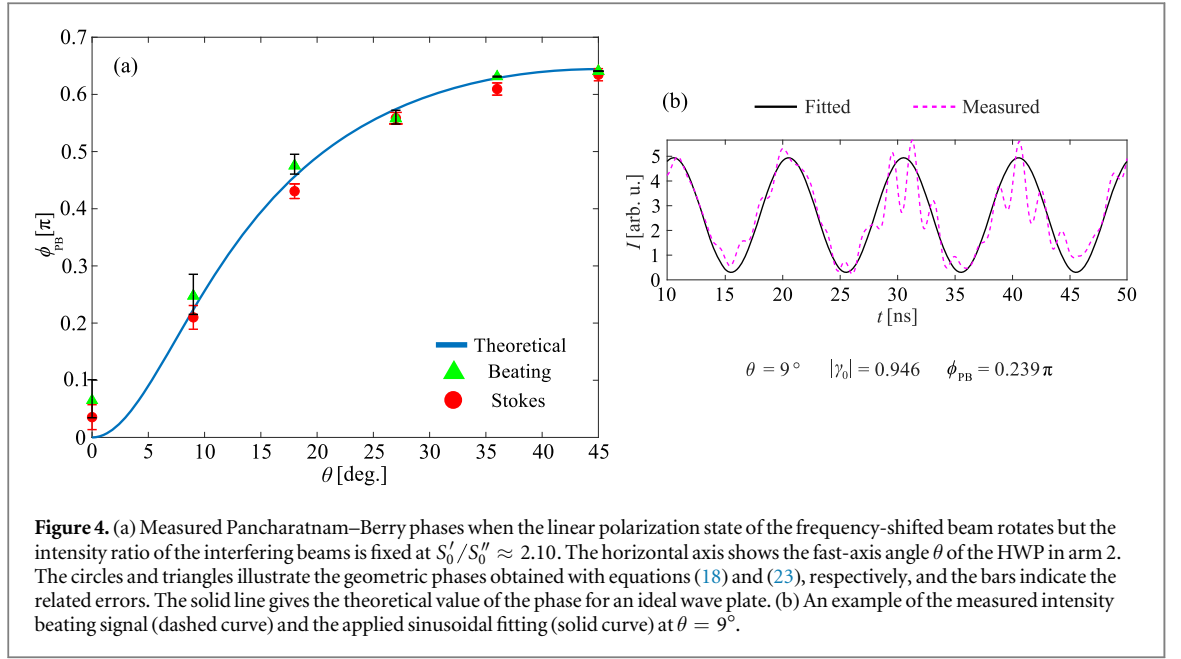 0.7
0.6
0.5
0.4
0.3
0.2
0.1
0
ϕPB [π]
(a)
Theoretical
Beating
Stokes
0 5 10 15 20 25 30 35 40 45
θ [deg.]
(b)
Fitted Measured
5
4
3
2
1
0
I [arb. u.]
10 15 20 25 30 35 40 45 50
t [ns]
θ = 9° |γ0| = 0.946 ϕPB = 0.239π
Figure 4. (a) Measured Pancharatnam–Berry phases when the linear polarization state of the frequency-shifted beam rotates but the
intensity ratio of the interfering beams is fixed at S0′/S0″ ≈ 2.10. The horizontal axis shows the fast-axis angle θ of the HWP in arm 2.
The circles and triangles illustrate the geometric phases obtained with equations (18) and (23), respectively, and the bars indicate the
related errors. The solid line gives the theoretical value of the phase for an ideal wave plate. (b) An example of the measured intensity
beating signal (dashed curve) and the applied sinusoidal fitting (solid curve) at θ = 9°.